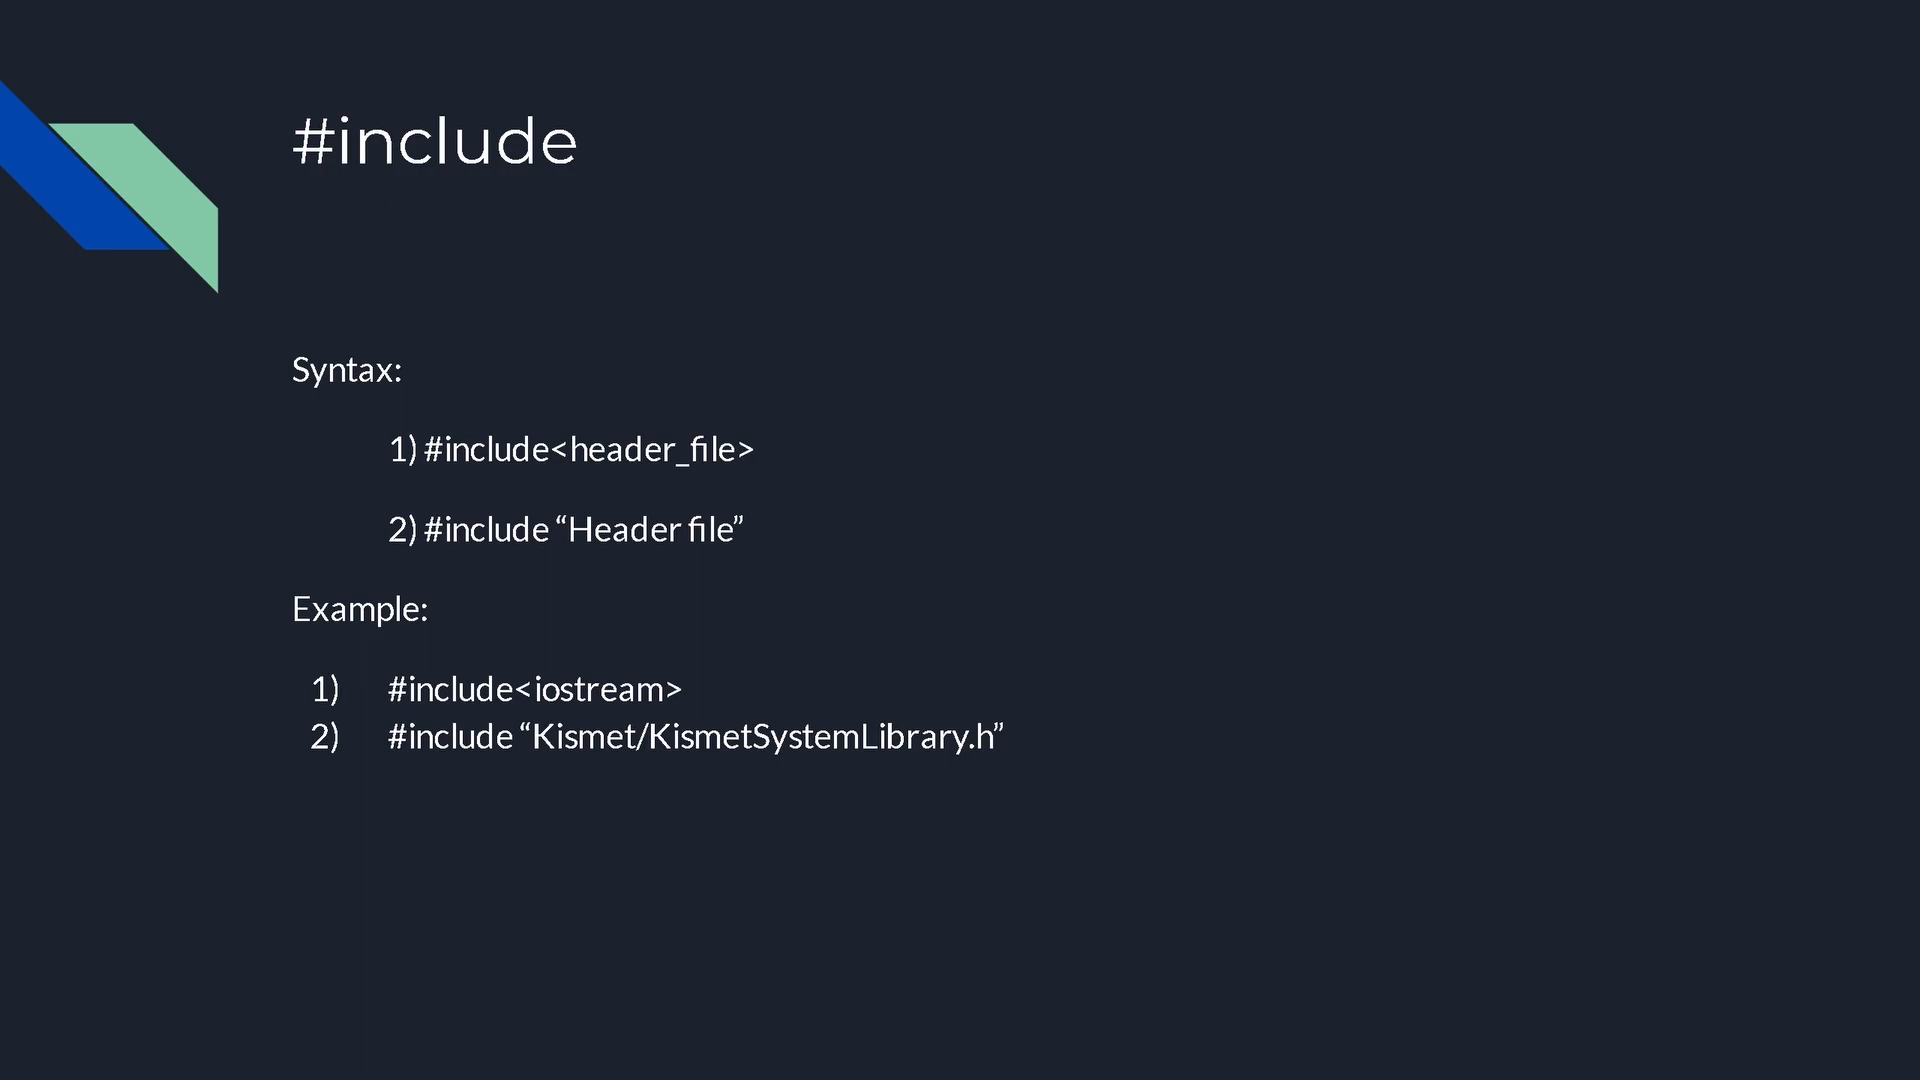 #include
Syntax:
1) #include<header_file>
2) #include “Header file”
Example:
1) #include<iostream>
2) #include “Kismet/KismetSystemLibrary.h”